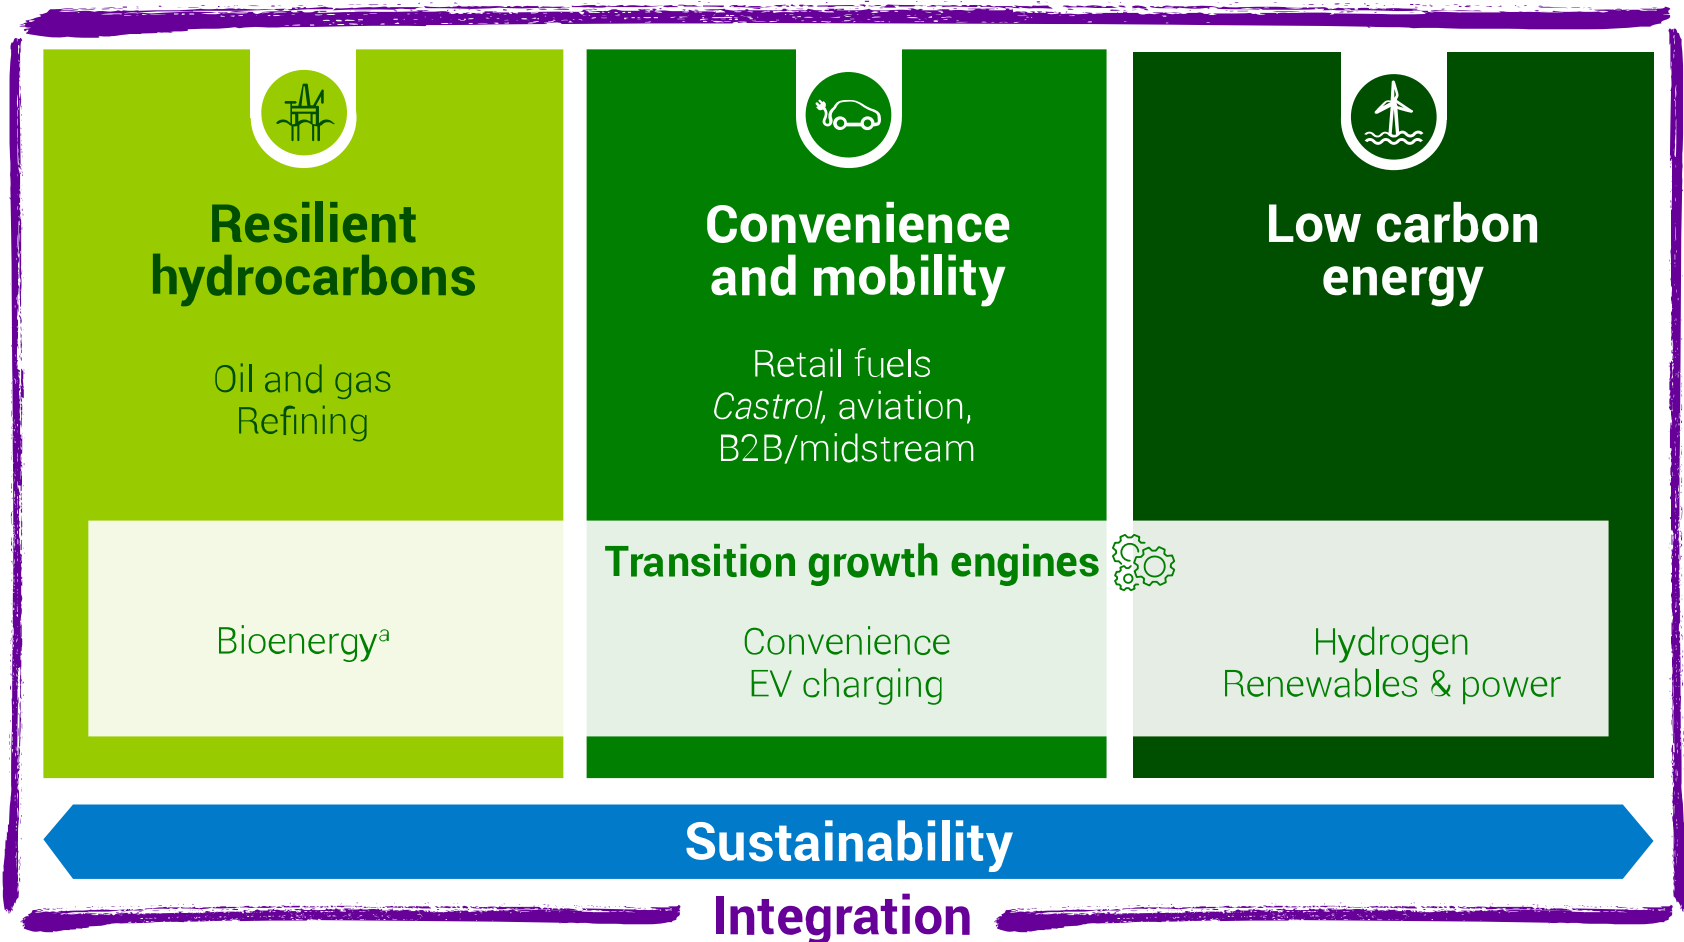 Resilient
hydrocarbons
Oil and gas
Refining
Convenience
and mobility
Retail fuels
Castrol, aviation,
B2B/midstream
Low carbon
energy
Transition growth engines
Bioenergyᵃ
Convenience
EV charging
Hydrogen
Renewables & power
Sustainability
Integration